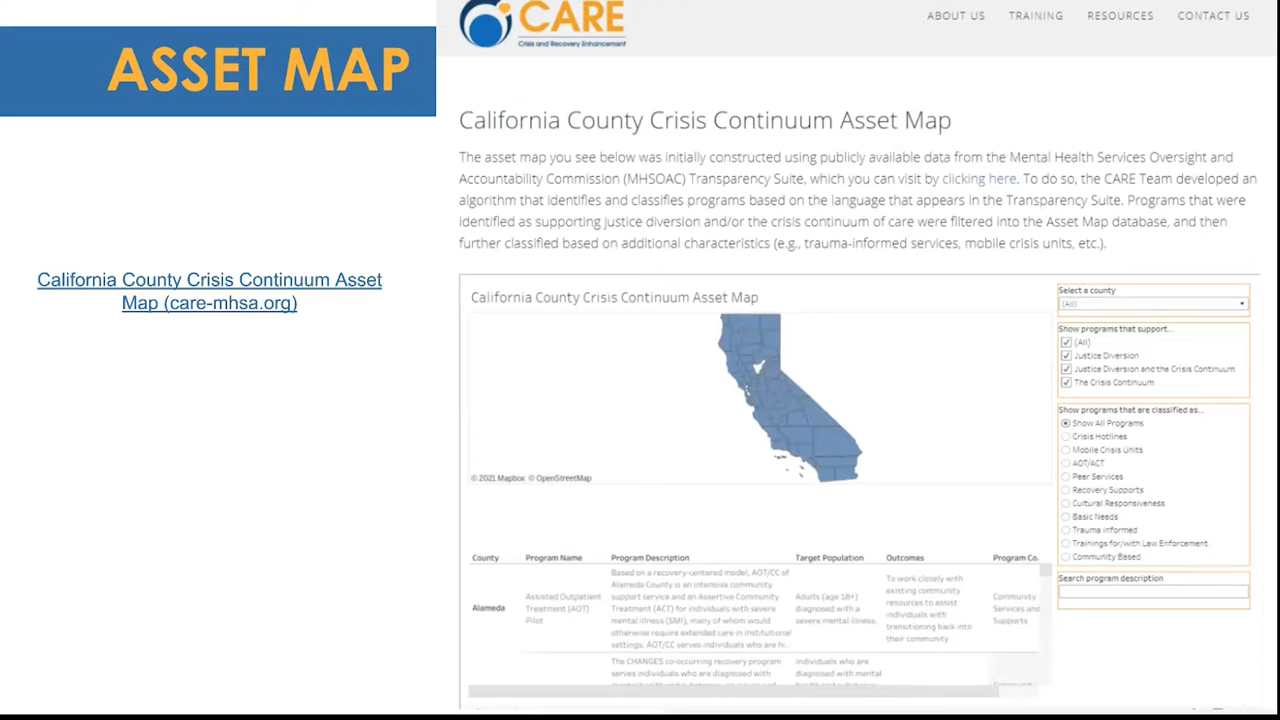 ASSET MAP
California County Crisis Continuum Asset
Map (care-mhsa.org)
CARE
Crisis and Recovery Enhancement
ABOUT US TRAINING RESOURCES CONTACT US
California County Crisis Continuum Asset Map
The asset map you see below was initially constructed using publicly available data from the Mental Health Services Oversight and
Accountability Commission (MHSOAC) Transparency Suite, which you can visit by clicking here. To do so, the CARE Team developed an
algorithm that identifies and classifies programs based on the language that appears in the Transparency Suite. Programs that were
identified as supporting justice diversion and/or the crisis continuum of care were filtered into the Asset Map database, and then
further classified based on additional characteristics (e.g., trauma-informed services, mobile crisis units, etc.).
California County Crisis Continuum Asset Map
© 2021 Mapbox © OpenStreetMap
Select a county
(All)
Show programs that support...
(All)
Justice Diversion
Justice Diversion and the Crisis Continuum
The Crisis Continuum
Show programs that are classified as...
Show All Programs
Crisis Hotlines
Mobile Crisis Units
AOT/ACT
Peer Services
Recovery Supports
Cultural Responsiveness
Basic Needs
Trauma Informed
Trainings for/with Law Enforcement
Community Based
Search program description
County Program Name Program Description Target Population Outcomes Program Co.
Alameda
Assisted Outpatient
Treatment (AOT)
Pilot
Based on a recovery-centered model, AOT/CC of
Alameda County is an intensive community
support service and an Assertive Community
Treatment (ACT) for individuals with severe
mental illness (SMI), many of whom would
otherwise require extended care in institutional
settings. AOT/CC serves individuals who are hi..
Adults (age 18+)
diagnosed with a
severe mental illness.
To work closely with
existing community
resources to assist
individuals with
transitioning back into
their community
Community
Services and
Supports
The CHANGES co-occurring recovery program
serves individuals who are diagnosed with
Individuals who are
diagnosed with mental